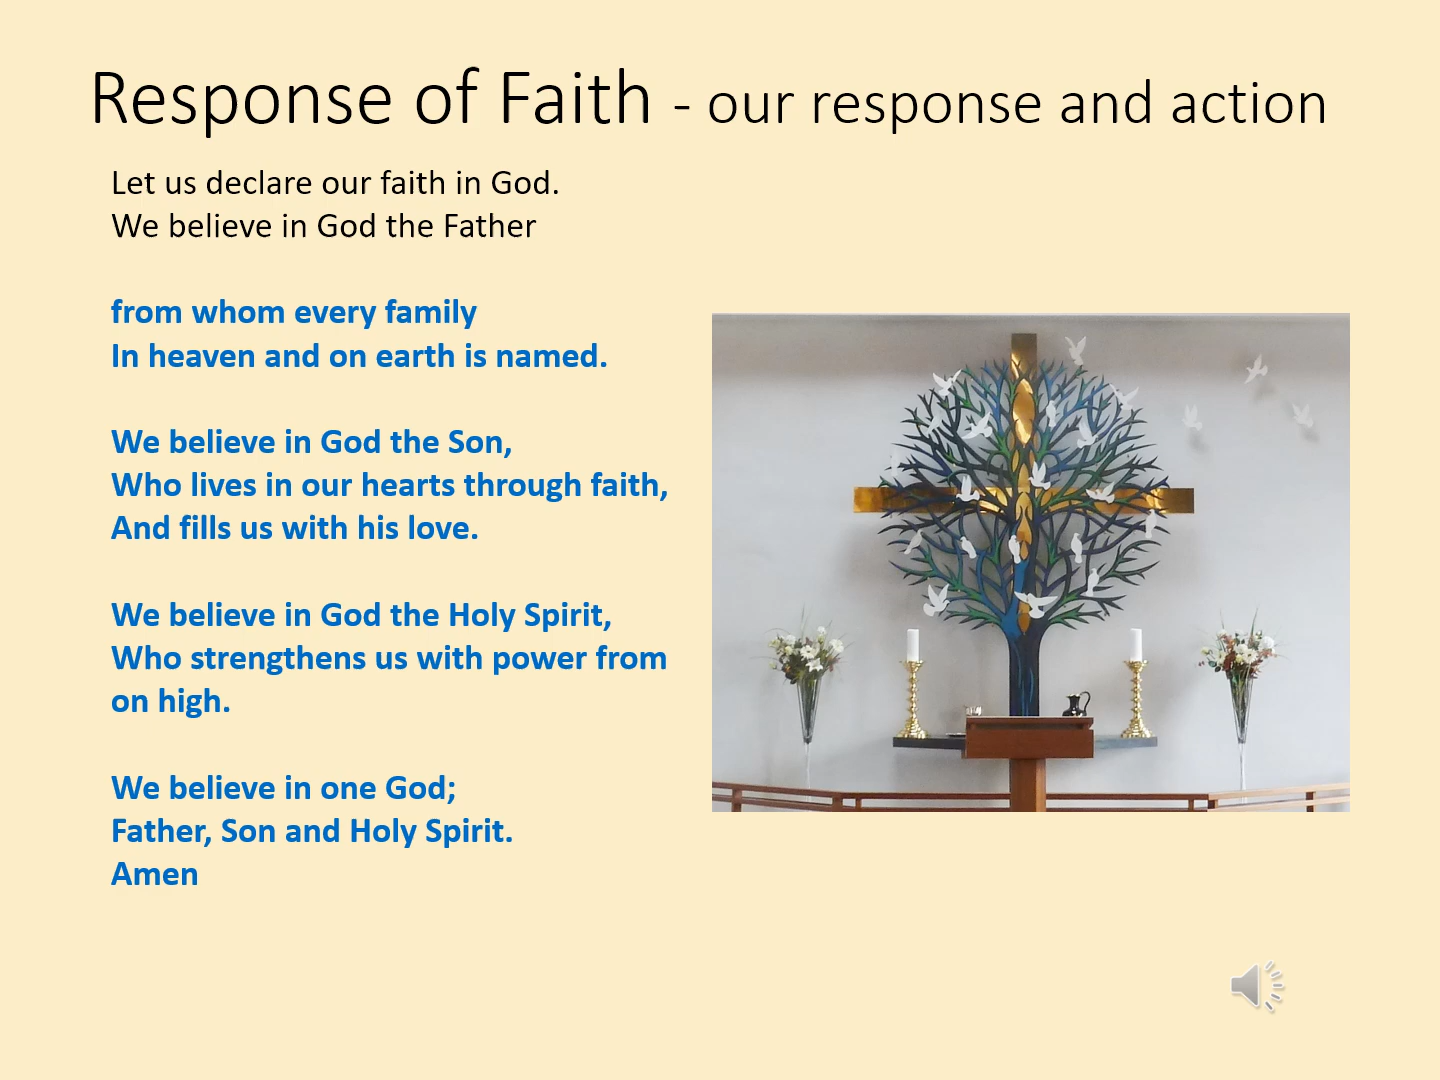 Response of Faith - our response and action
Let us declare our faith in God.
We believe in God the Father
from whom every family
In heaven and on earth is named.
We believe in God the Son,
Who lives in our hearts through faith,
And fills us with his love.
We believe in God the Holy Spirit,
Who strengthens us with power from
on high.
We believe in one God;
Father, Son and Holy Spirit.
Amen